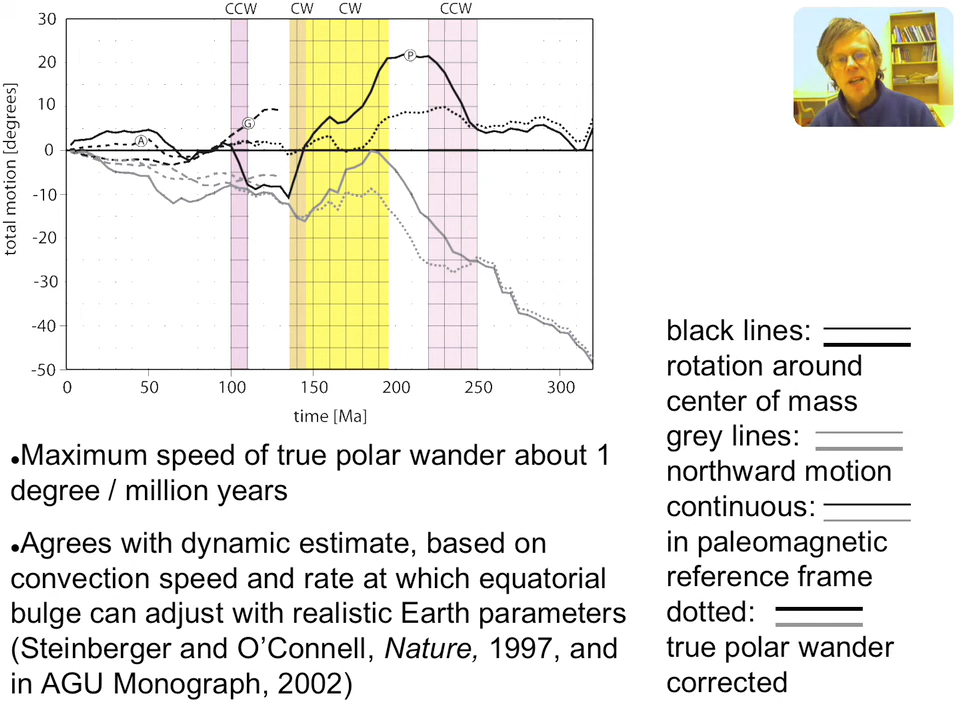 CCW CW CW CCW
30
20
10
0
-10
-20
-30
-40
-50
total motion [degrees]
P
G
A
0 50 100 150 200 250 300
time [Ma]
•Maximum speed of true polar wander about 1
degree / million years
•Agrees with dynamic estimate, based on
convection speed and rate at which equatorial
bulge can adjust with realistic Earth parameters
(Steinberger and O’Connell, Nature, 1997, and
in AGU Monograph, 2002)
black lines:
rotation around
center of mass
grey lines:
northward motion
continuous:
in paleomagnetic
reference frame
dotted:
true polar wander
corrected